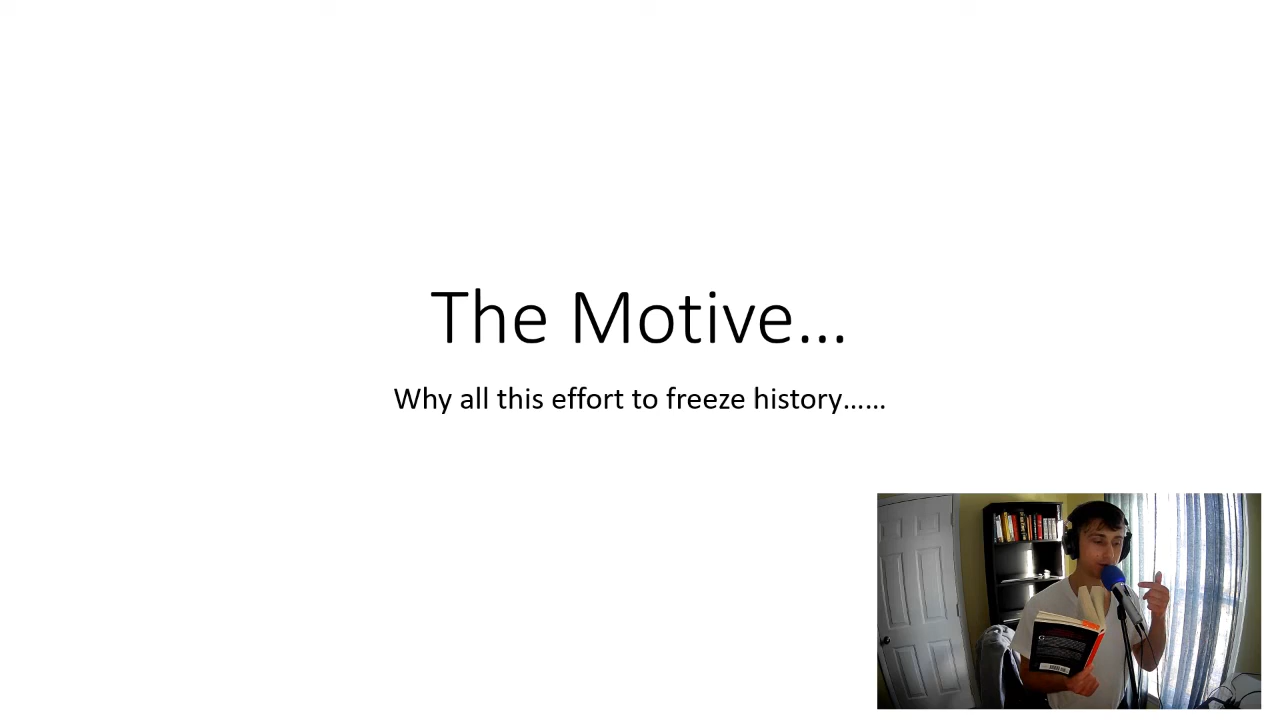 The Motive...
Why all this effort to freeze history......